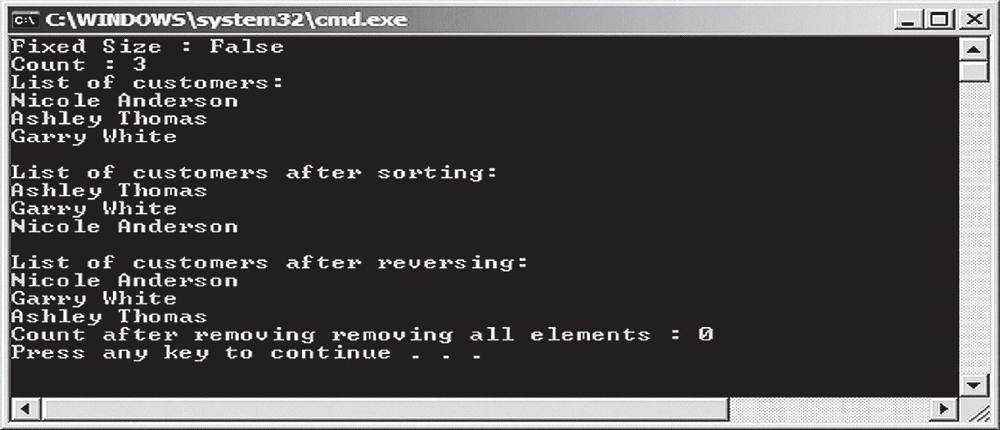 C:\WINDOWS\system32\cmd.exe
Fixed Size : False
Count : 3
List of customers:
Nicole Anderson
Ashley Thomas
Garry White
List of customers after sorting:
Ashley Thomas
Garry White
Nicole Anderson
List of customers after reversing:
Nicole Anderson
Garry White
Ashley Thomas
Count after removing removing all elements : 0
Press any key to continue . . .